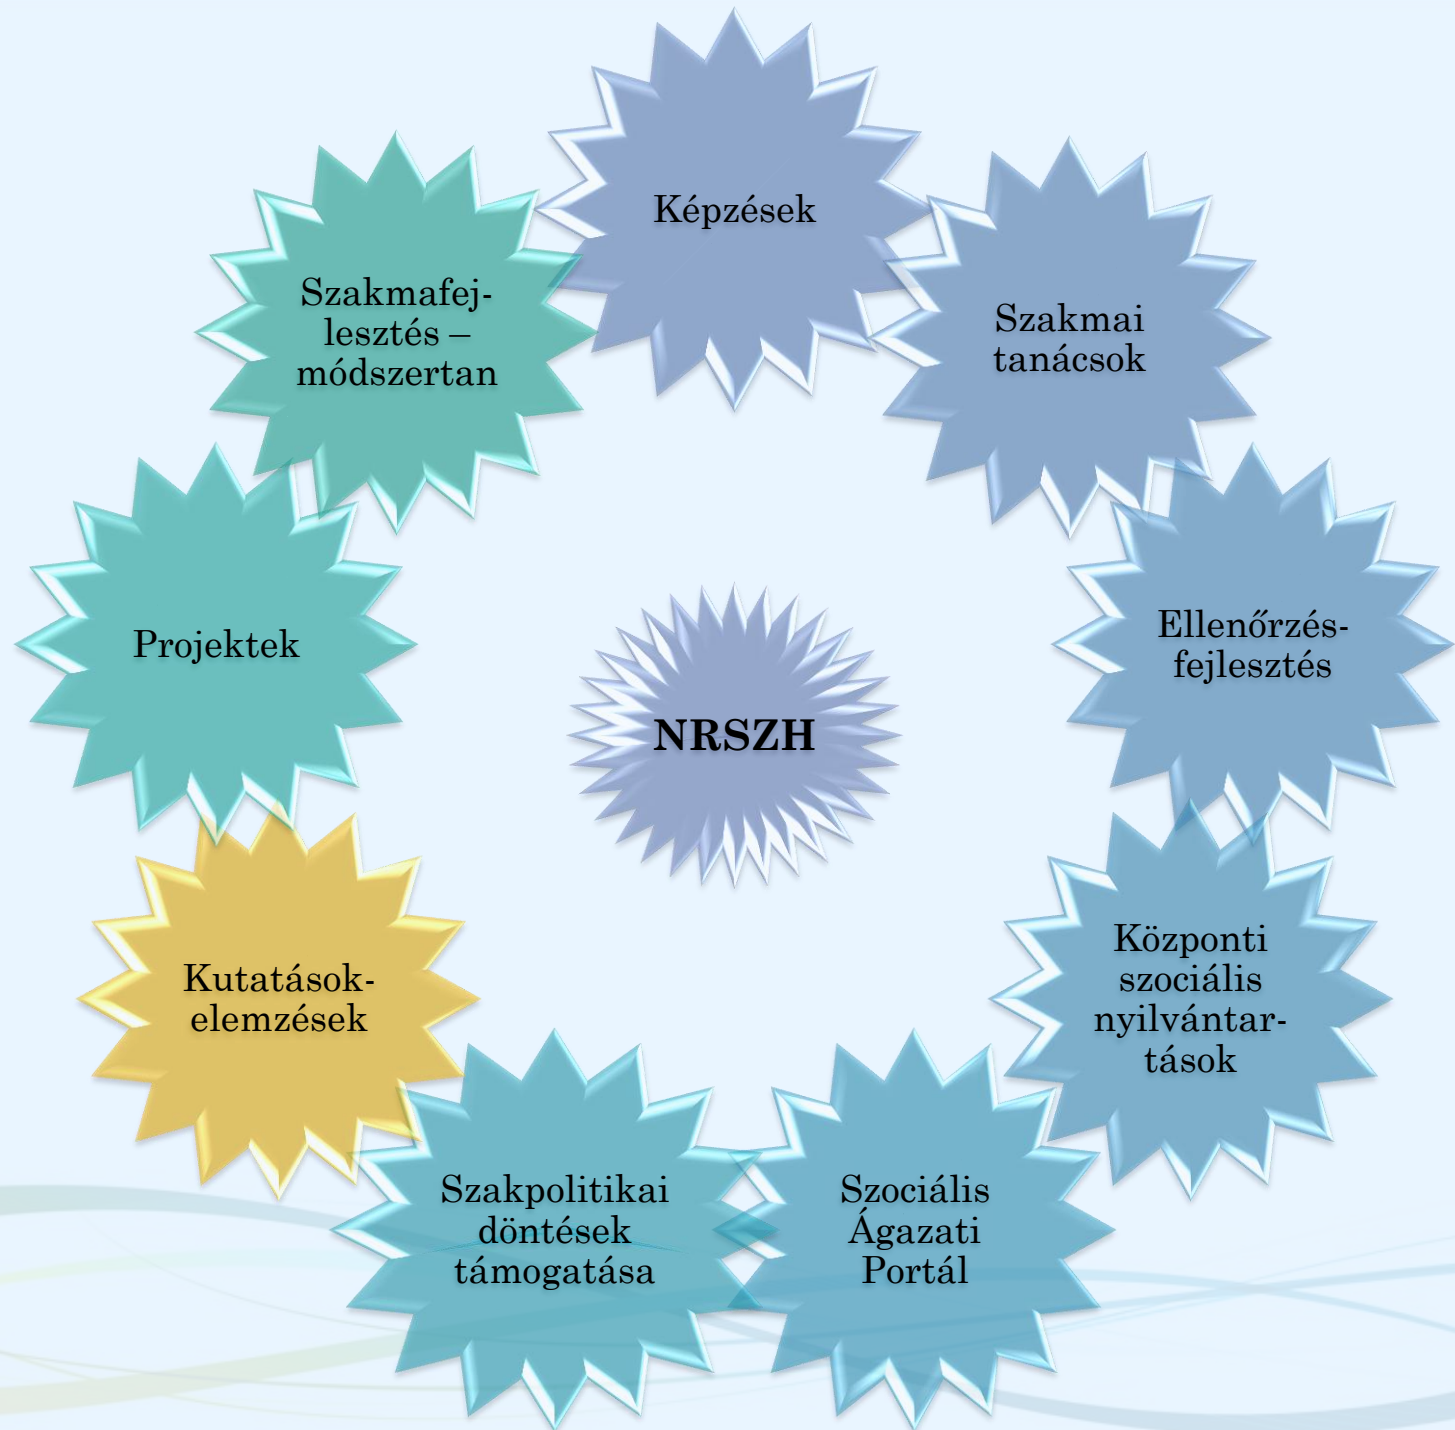 Képzések
Szakmai
tanácsok
Ellenőrzés-
fejlesztés
Központi
szociális
nyilvántar-
tások
Szociális
Ágazati
Portál
Szakpolitikai
döntések
támogatása
Kutatások-
elemzések
Projektek
Szakmafej-
lesztés –
módszertan
NRSZH